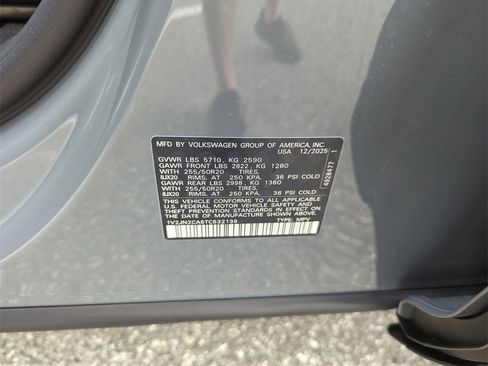 MFD BY VOLKSWAGEN GROUP OF AMERICA, INC.
USA 12/2025 1
GVWR LBS 5710, KG 2590
GAWR FRONT LBS 2822, KG 1280
WITH 255/50R20 TIRES,
8JX20 RIMS, AT 250 KPA, 36 PSI COLD
GAWR REAR LBS 2998, KG 1360
WITH 255/50R20 TIRES,
8JX20 RIMS, AT 250 KPA, 36 PSI COLD
THIS VEHICLE CONFORMS TO ALL APPLICABLE
U.S. FEDERAL MOTOR VEHICLE SAFETY
STANDARDS IN EFFECT ON THE
DATE OF MANUFACTURE SHOWN ABOVE.
1V2JN2CA5TC532139 TYPE: MPV
4928477